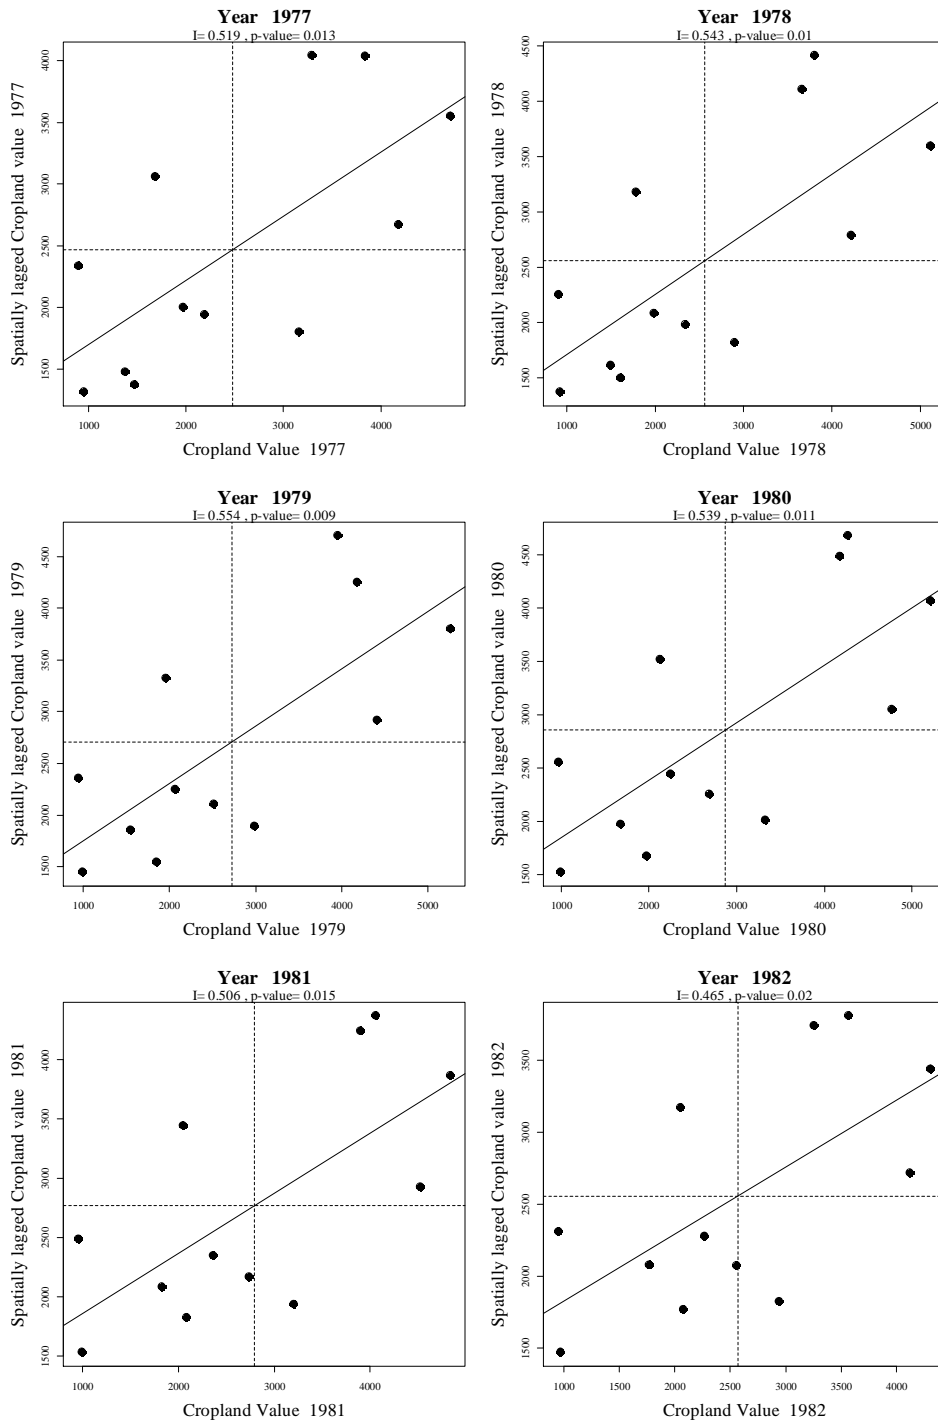 Year 1977
I= 0.519 , p-value= 0.013
Spatially lagged Cropland value 1977
4000
3500
3000
2500
2000
1500
1000 2000 3000 4000
Cropland Value 1977
Year 1978
I= 0.543 , p-value= 0.01
Spatially lagged Cropland value 1978
4500
4000
3500
3000
2500
2000
1500
1000 2000 3000 4000 5000
Cropland Value 1978
Year 1979
I= 0.554 , p-value= 0.009
Spatially lagged Cropland value 1979
4500
4000
3500
3000
2500
2000
1500
1000 2000 3000 4000 5000
Cropland Value 1979
Year 1980
I= 0.539 , p-value= 0.011
Spatially lagged Cropland value 1980
4500
4000
3500
3000
2500
2000
1500
1000 2000 3000 4000 5000
Cropland Value 1980
Year 1981
I= 0.506 , p-value= 0.015
Spatially lagged Cropland value 1981
4000
3500
3000
2500
2000
1500
1000 2000 3000 4000
Cropland Value 1981
Year 1982
I= 0.465 , p-value= 0.02
Spatially lagged Cropland value 1982
3500
3000
2500
2000
1500
1000 2000 3000 4000
Cropland Value 1982